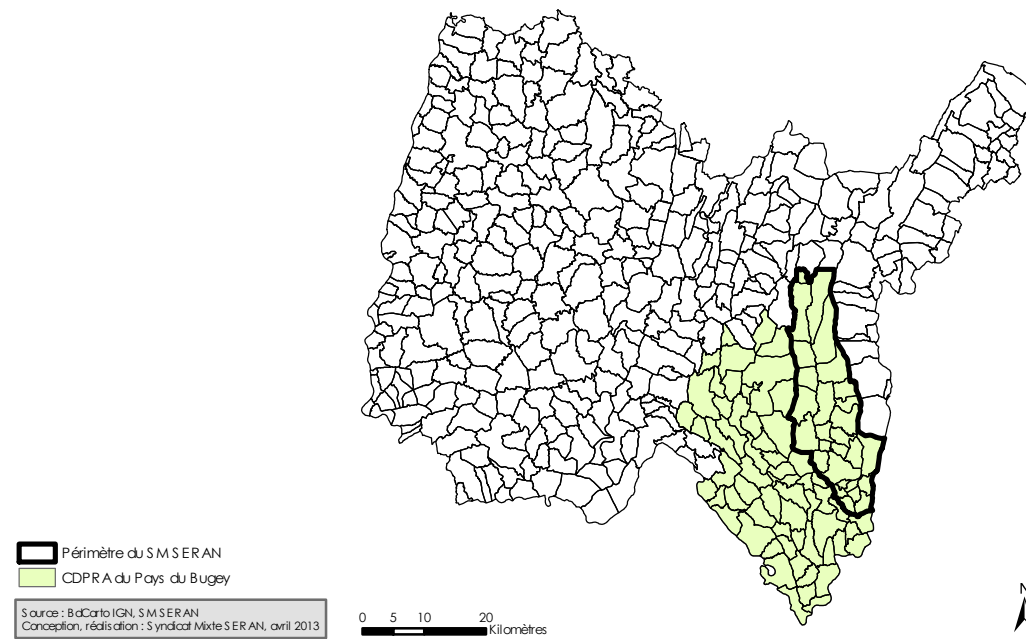 Périmètre du SMSERAN
CDPRA du Pays du Bugey
Source : BdCarto IGN, SMSERAN
Conception, réalisation : Syndicat Mixte SERAN, avril 2013
0 5 10 20
Kilomètres
N